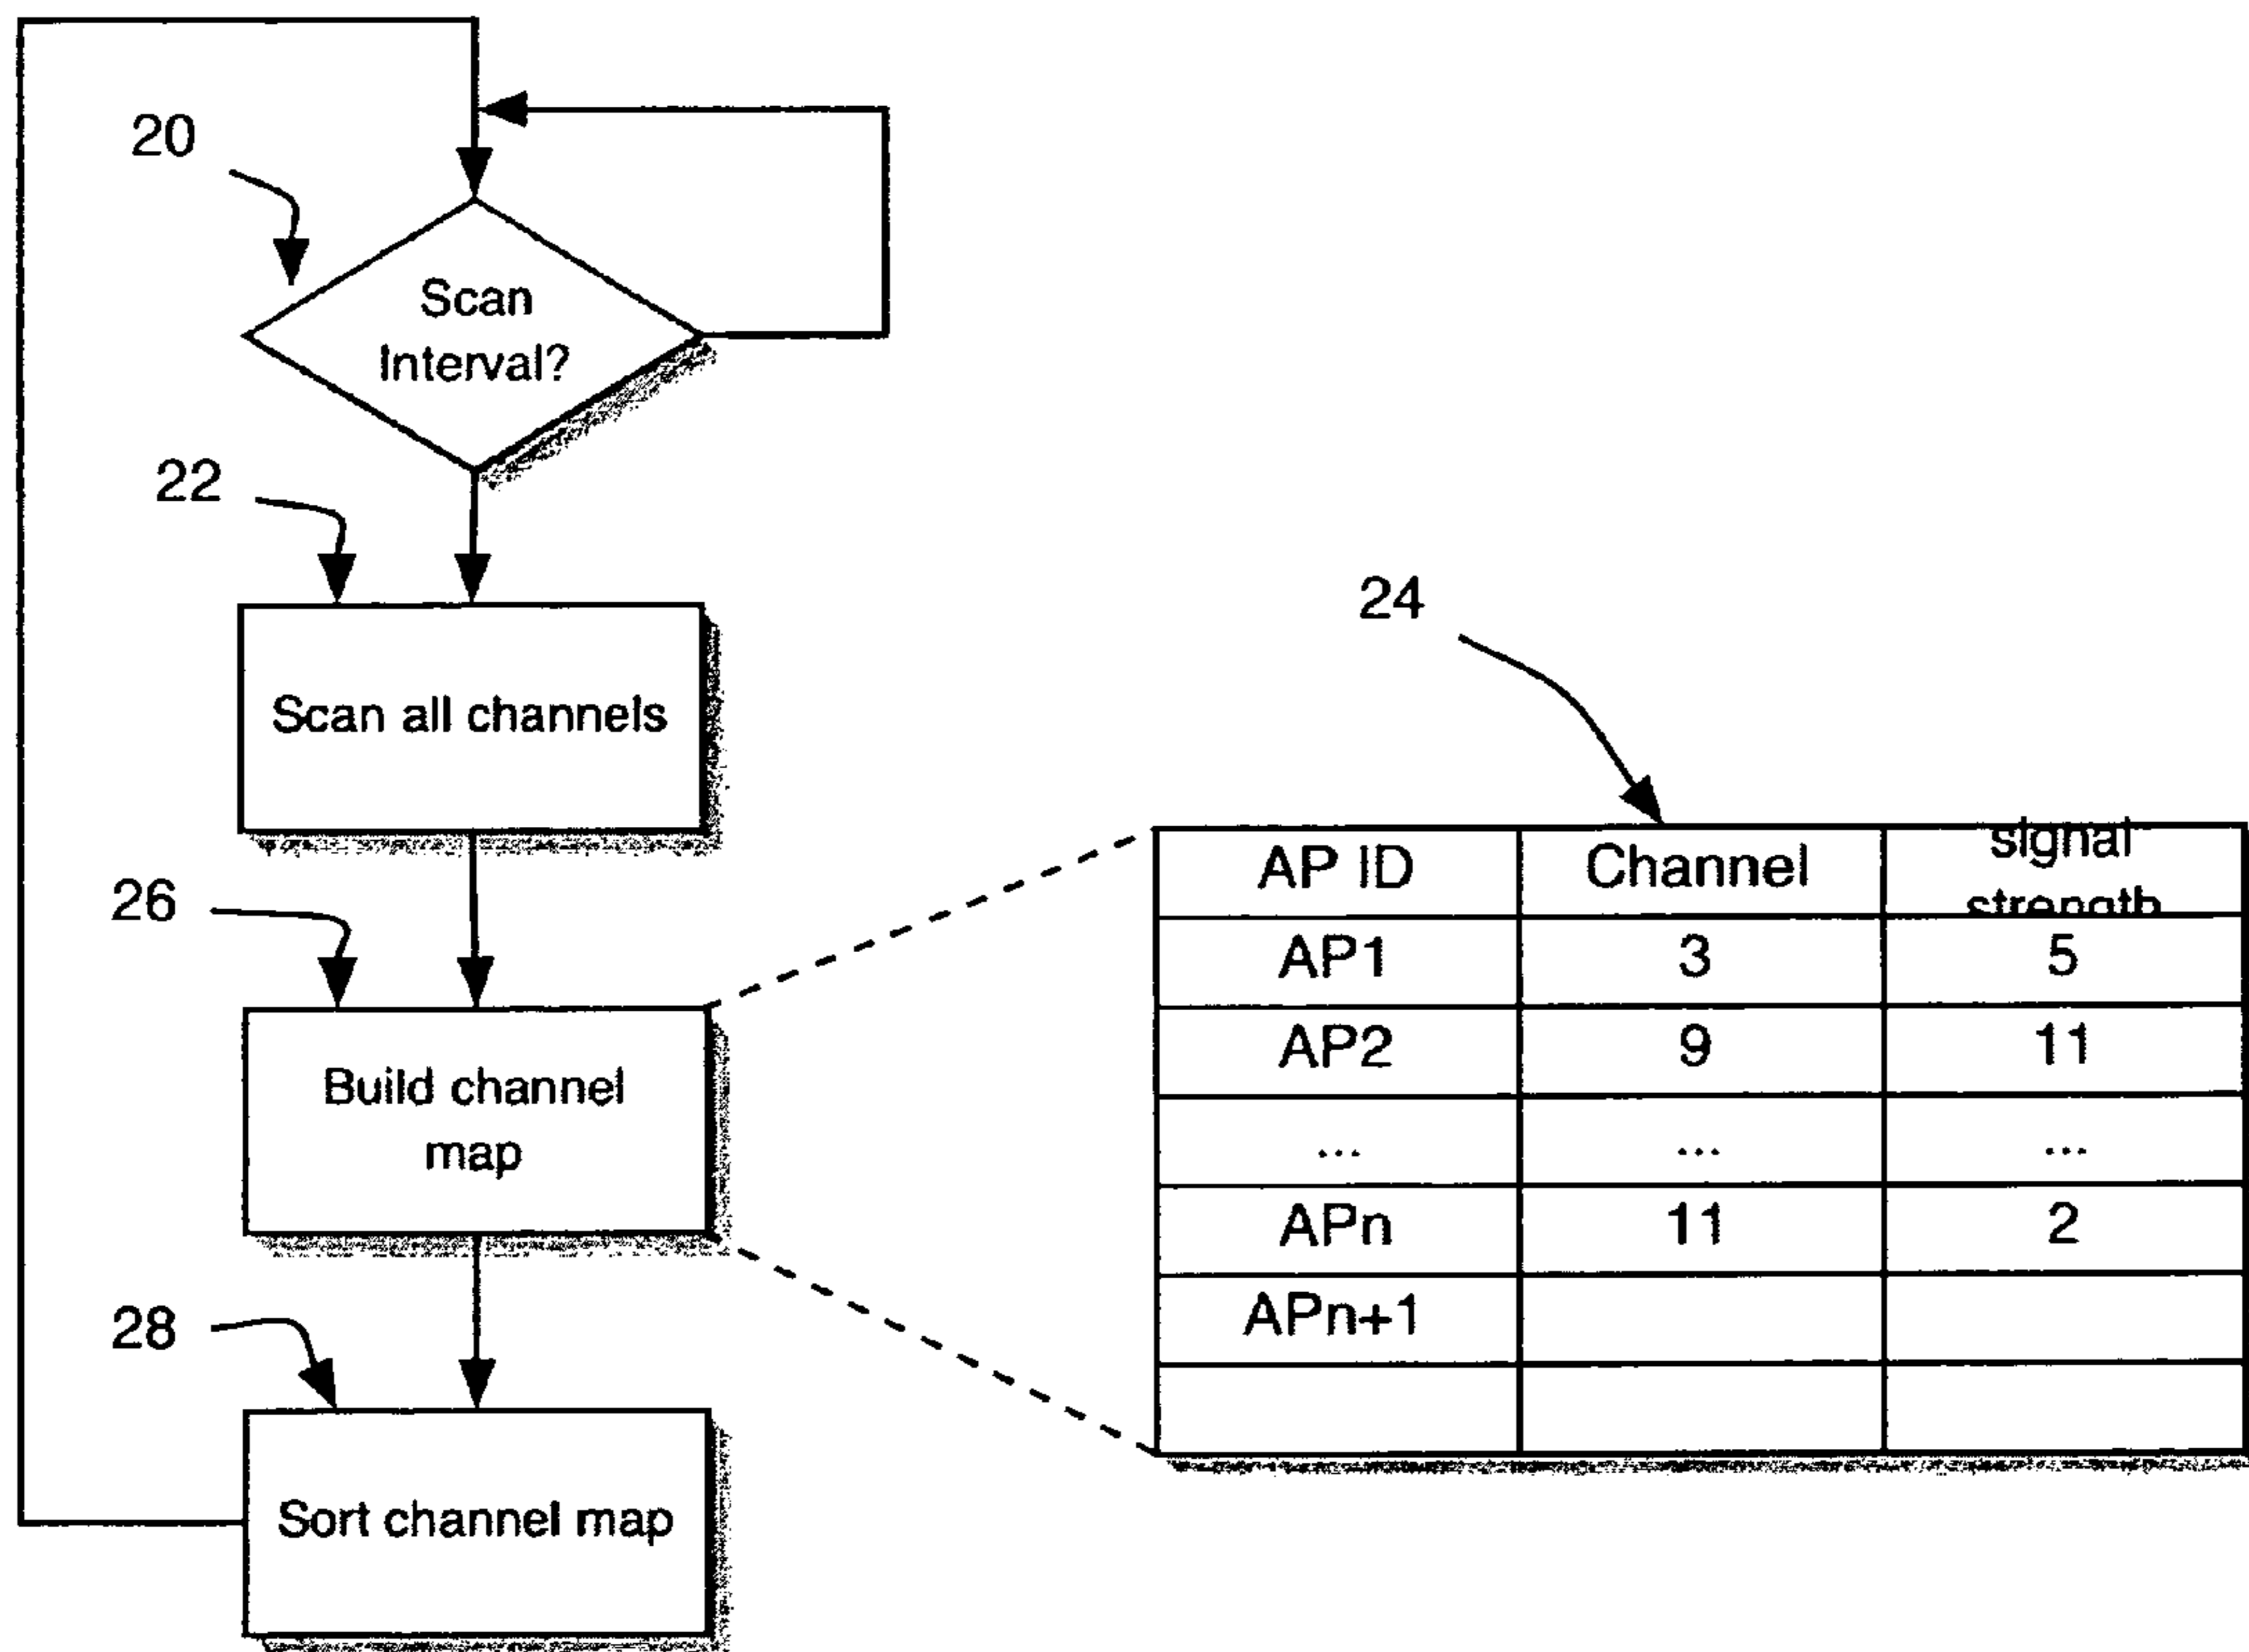 20
Scan
Interval?
22
Scan all channels
24
26
Build channel
map
28
Sort channel map
AP ID Channel signal strength
AP1 3 5
AP2 9 11
... ... ...
APn 11 2
APn+1